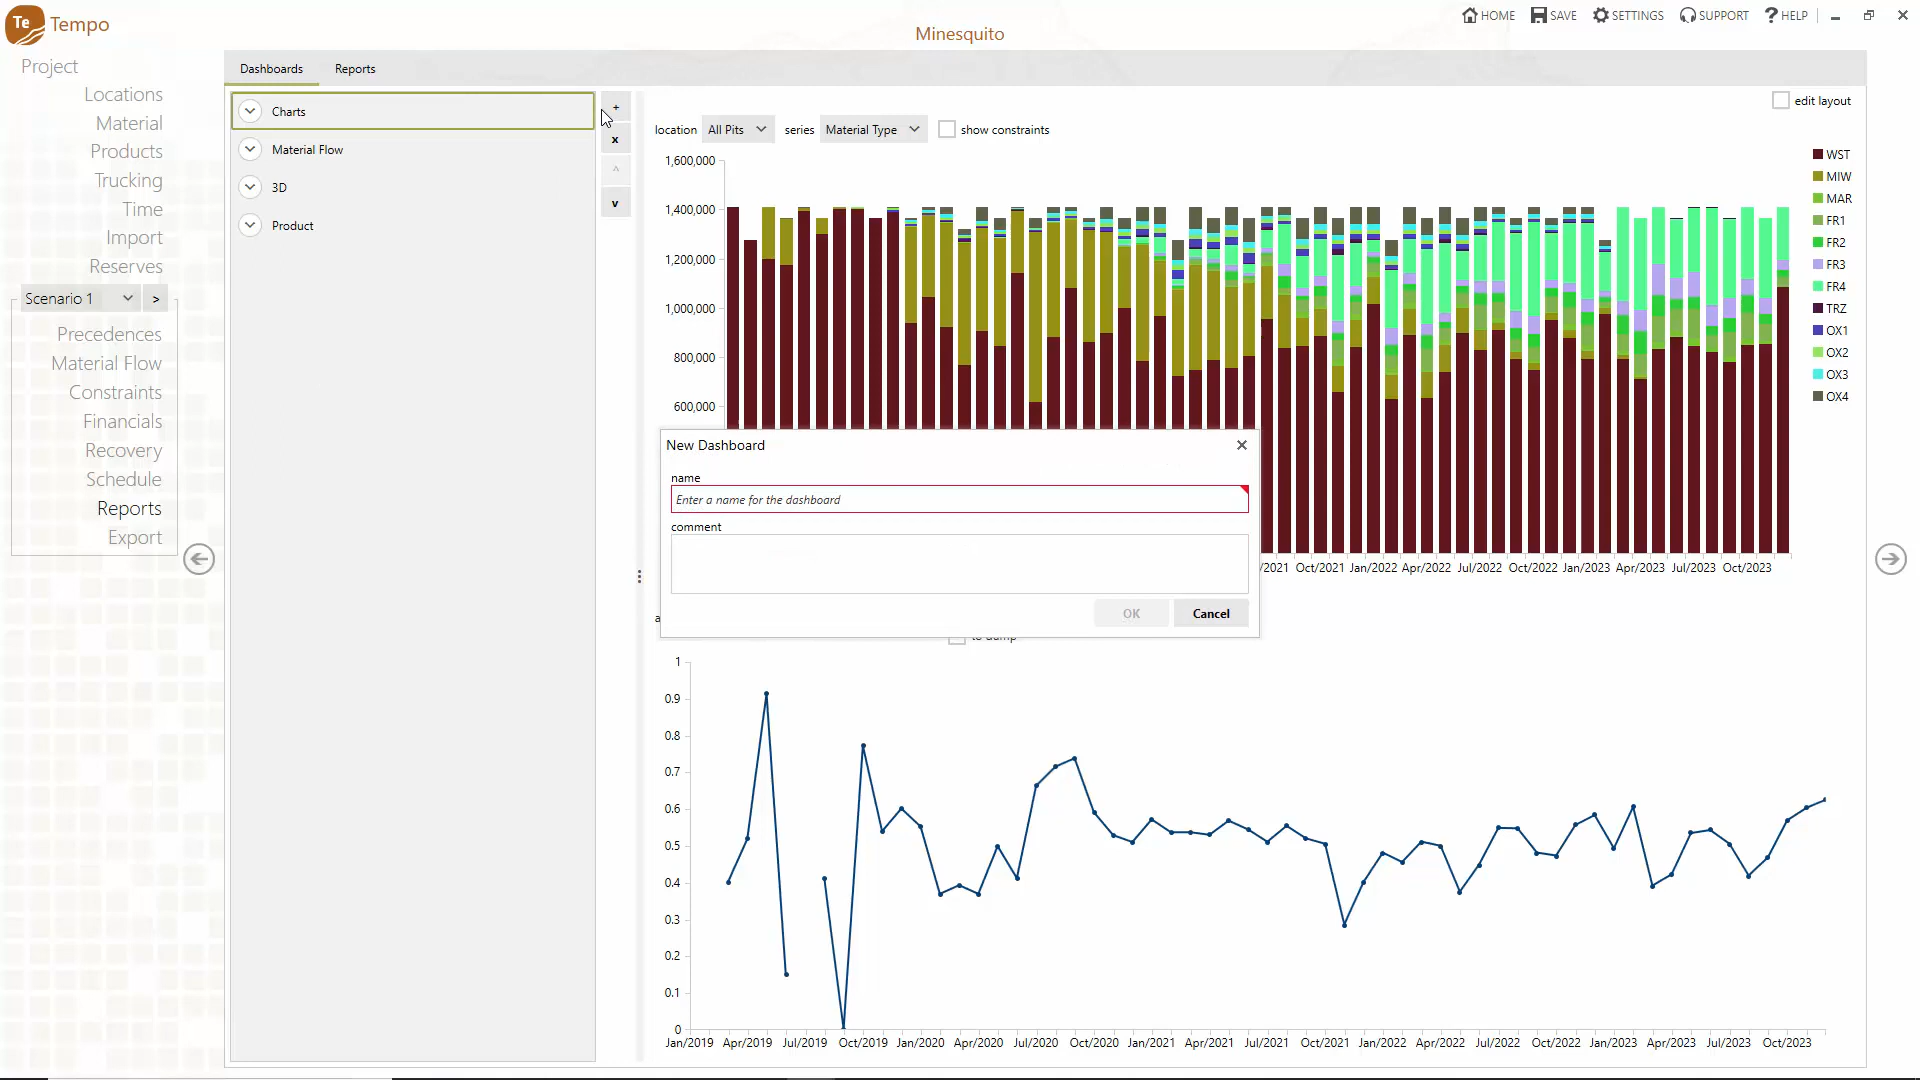 Te Tempo
Minesquito
HOME SAVE SETTINGS SUPPORT ? HELP
Project
Locations
Material
Products
Trucking
Time
Import
Reserves
Scenario 1 >
Precedences
Material Flow
Constraints
Financials
Recovery
Schedule
Reports
Export
Dashboards Reports
Charts
Material Flow
3D
Product
+
x
^
v
edit layout
location All Pits series Material Type show constraints
1,600,000
1,400,000
1,200,000
1,000,000
800,000
600,000
WST
MIW
MAR
FR1
FR2
FR3
FR4
TRZ
OX1
OX2
OX3
OX4
/2021 Oct/2021 Jan/2022 Apr/2022 Jul/2022 Oct/2022 Jan/2023 Apr/2023 Jul/2023 Oct/2023
New Dashboard
name
Enter a name for the dashboard
comment
OK Cancel
1
0.9
0.8
0.7
0.6
0.5
0.4
0.3
0.2
0.1
0
Jan/2019 Apr/2019 Jul/2019 Oct/2019 Jan/2020 Apr/2020 Jul/2020 Oct/2020 Jan/2021 Apr/2021 Jul/2021 Oct/2021 Jan/2022 Apr/2022 Jul/2022 Oct/2022 Jan/2023 Apr/2023 Jul/2023 Oct/2023